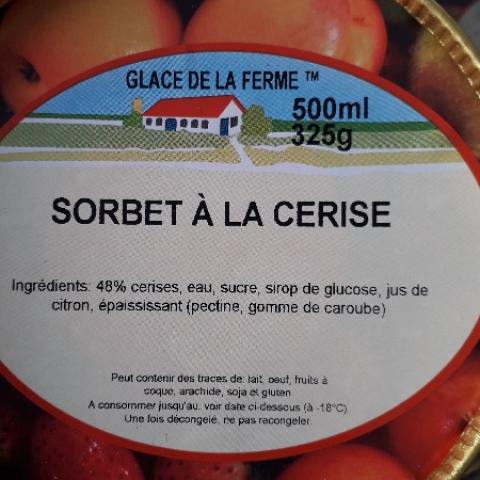 GLACE DE LA FERME ™
500ml
325g
SORBET À LA CERISE
Ingrédients: 48% cerises, eau, sucre, sirop de glucose, jus de
citron, épaississant (pectine, gomme de caroube)
Peut contenir des traces de: lait, oeuf, fruits à
coque, arachide, soja et gluten
A consommer jusqu'au: voir date ci-dessous (à -18°C)
Une fois décongelé, ne pas recongeler.